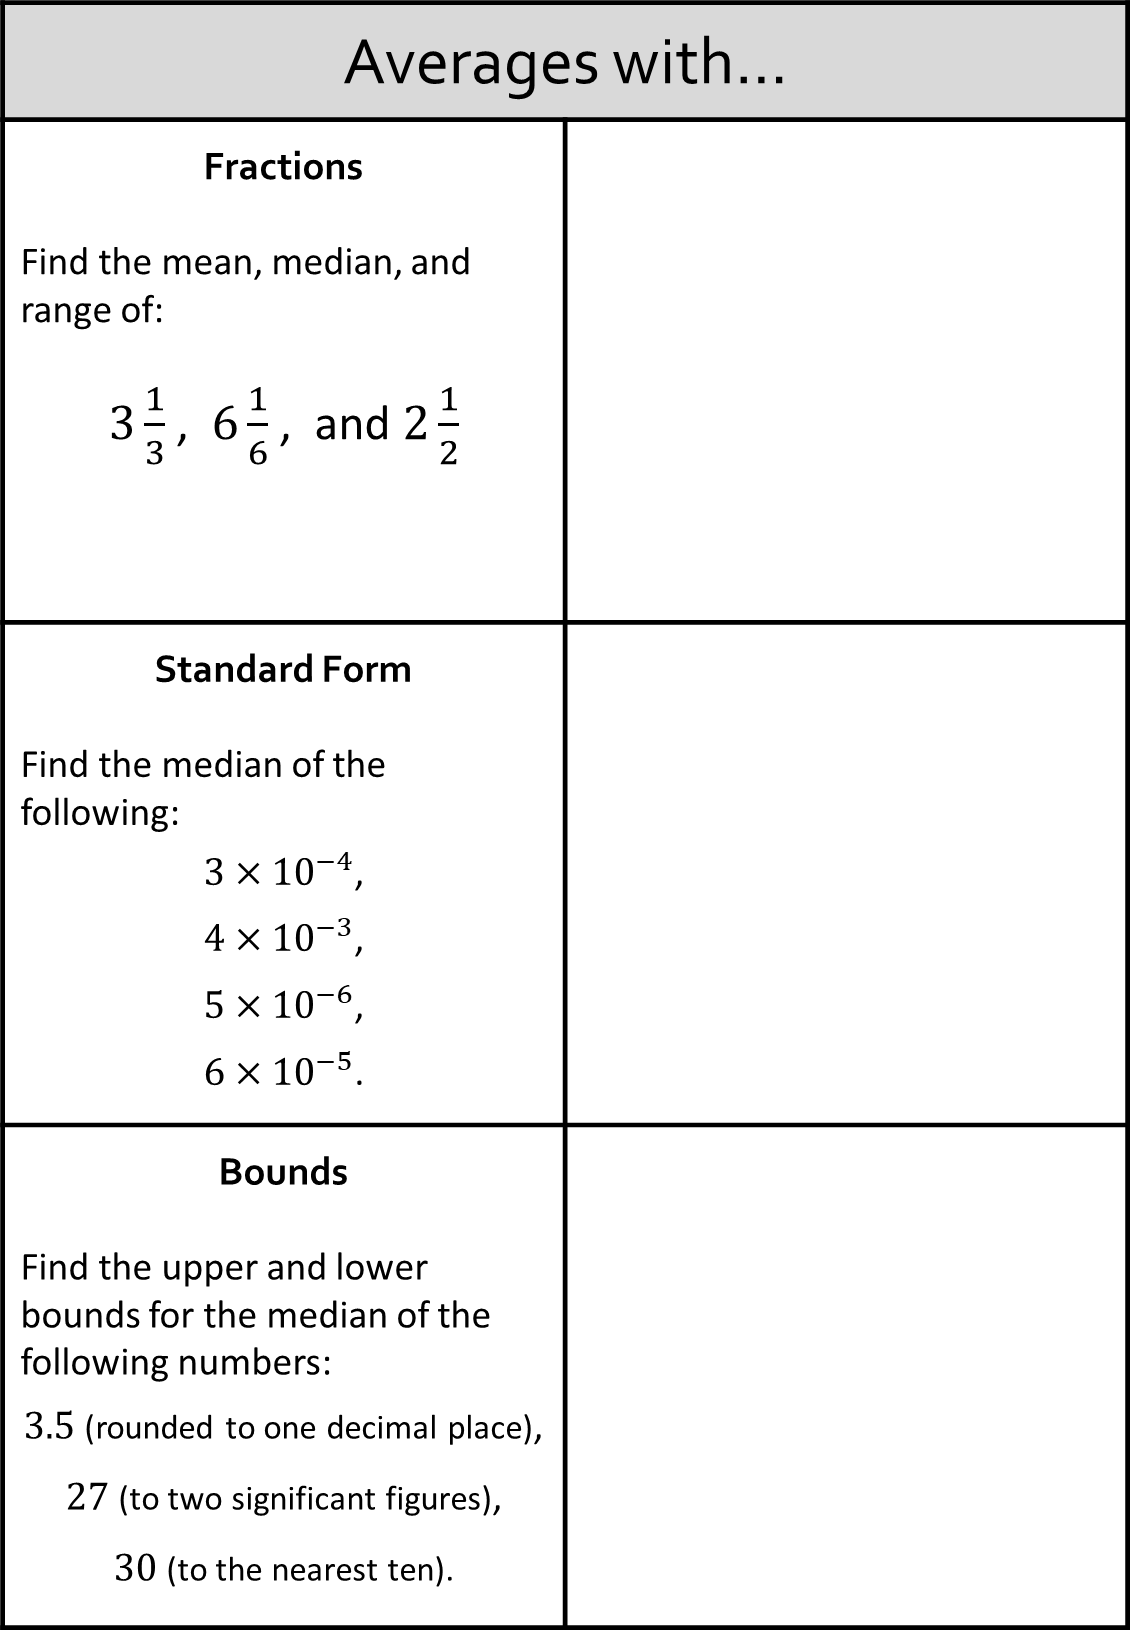 Averages with...
Fractions
Find the mean, median, and
range of:
3 1/3, 6 1/6, and 2 1/2
Standard Form
Find the median of the
following:
3 × 10⁻⁴,
4 × 10⁻³,
5 × 10⁻⁶,
6 × 10⁻⁵.
Bounds
Find the upper and lower
bounds for the median of the
following numbers:
3.5 (rounded to one decimal place),
27 (to two significant figures),
30 (to the nearest ten).